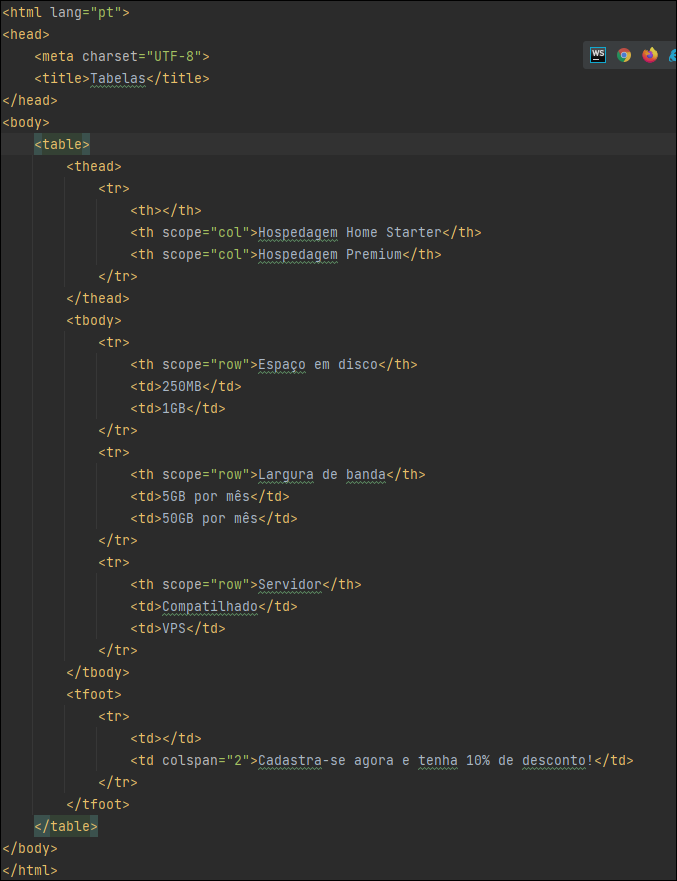 <html lang="pt">
<head>
    <meta charset="UTF-8">
WS
    <title>Tabelas</title>
</head>
<body>
    <table>
        <thead>
            <tr>
                <th></th>
                <th scope="col">Hospedagem Home Starter</th>
                <th scope="col">Hospedagem Premium</th>
            </tr>
        </thead>
        <tbody>
            <tr>
                <th scope="row">Espaço em disco</th>
                <td>250MB</td>
                <td>1GB</td>
            </tr>
            <tr>
                <th scope="row">Largura de banda</th>
                <td>5GB por mês</td>
                <td>50GB por mês</td>
            </tr>
            <tr>
                <th scope="row">Servidor</th>
                <td>Compatilhado</td>
                <td>VPS</td>
            </tr>
        </tbody>
        <tfoot>
            <tr>
                <td></td>
                <td colspan="2">Cadastra-se agora e tenha 10% de desconto!</td>
            </tr>
        </tfoot>
    </table>
</body>
</html>